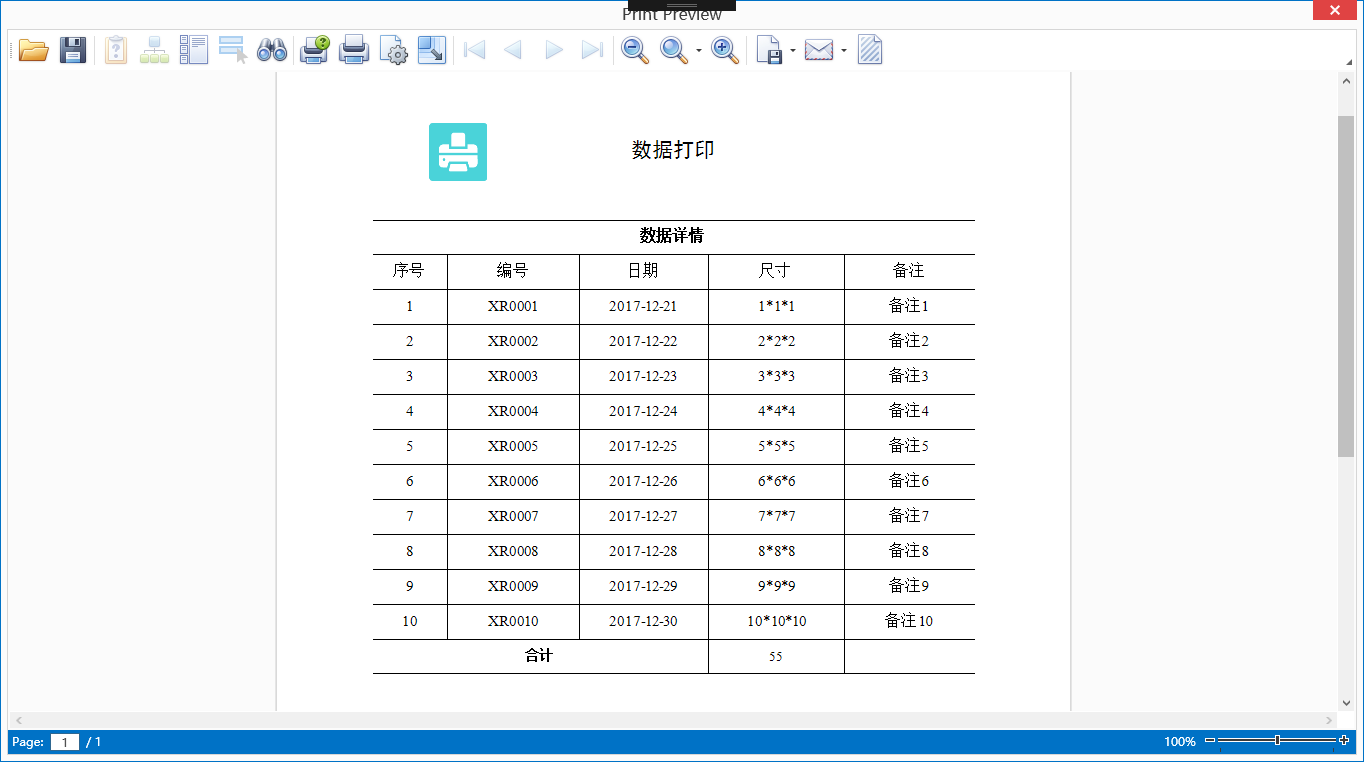 Print Preview
数据打印
数据详情
序号 编号 日期 尺寸 备注
1 XR0001 2017-12-21 1*1*1 备注1
2 XR0002 2017-12-22 2*2*2 备注2
3 XR0003 2017-12-23 3*3*3 备注3
4 XR0004 2017-12-24 4*4*4 备注4
5 XR0005 2017-12-25 5*5*5 备注5
6 XR0006 2017-12-26 6*6*6 备注6
7 XR0007 2017-12-27 7*7*7 备注7
8 XR0008 2017-12-28 8*8*8 备注8
9 XR0009 2017-12-29 9*9*9 备注9
10 XR0010 2017-12-30 10*10*10 备注10
合计 55
Page: 1 / 1 100%